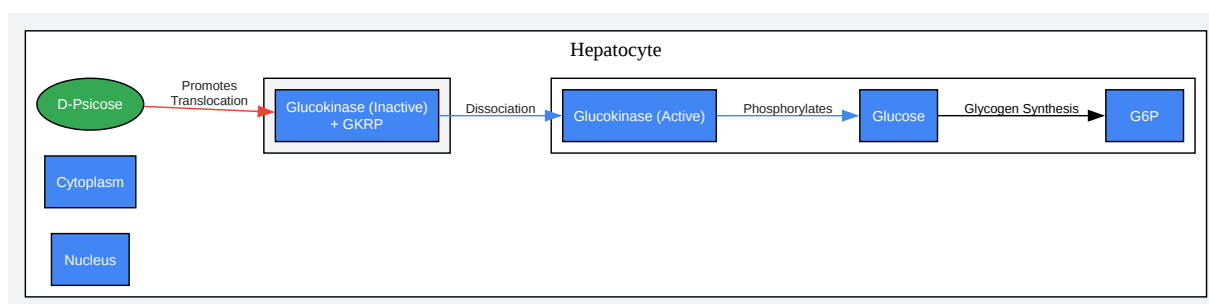 Hepatocyte
D-Psicose
Promotes
Translocation
Glucokinase (Inactive)
+ GKRP
Dissociation
Glucokinase (Active)
Phosphorylates
Glucose
Glycogen Synthesis
G6P
Cytoplasm
Nucleus